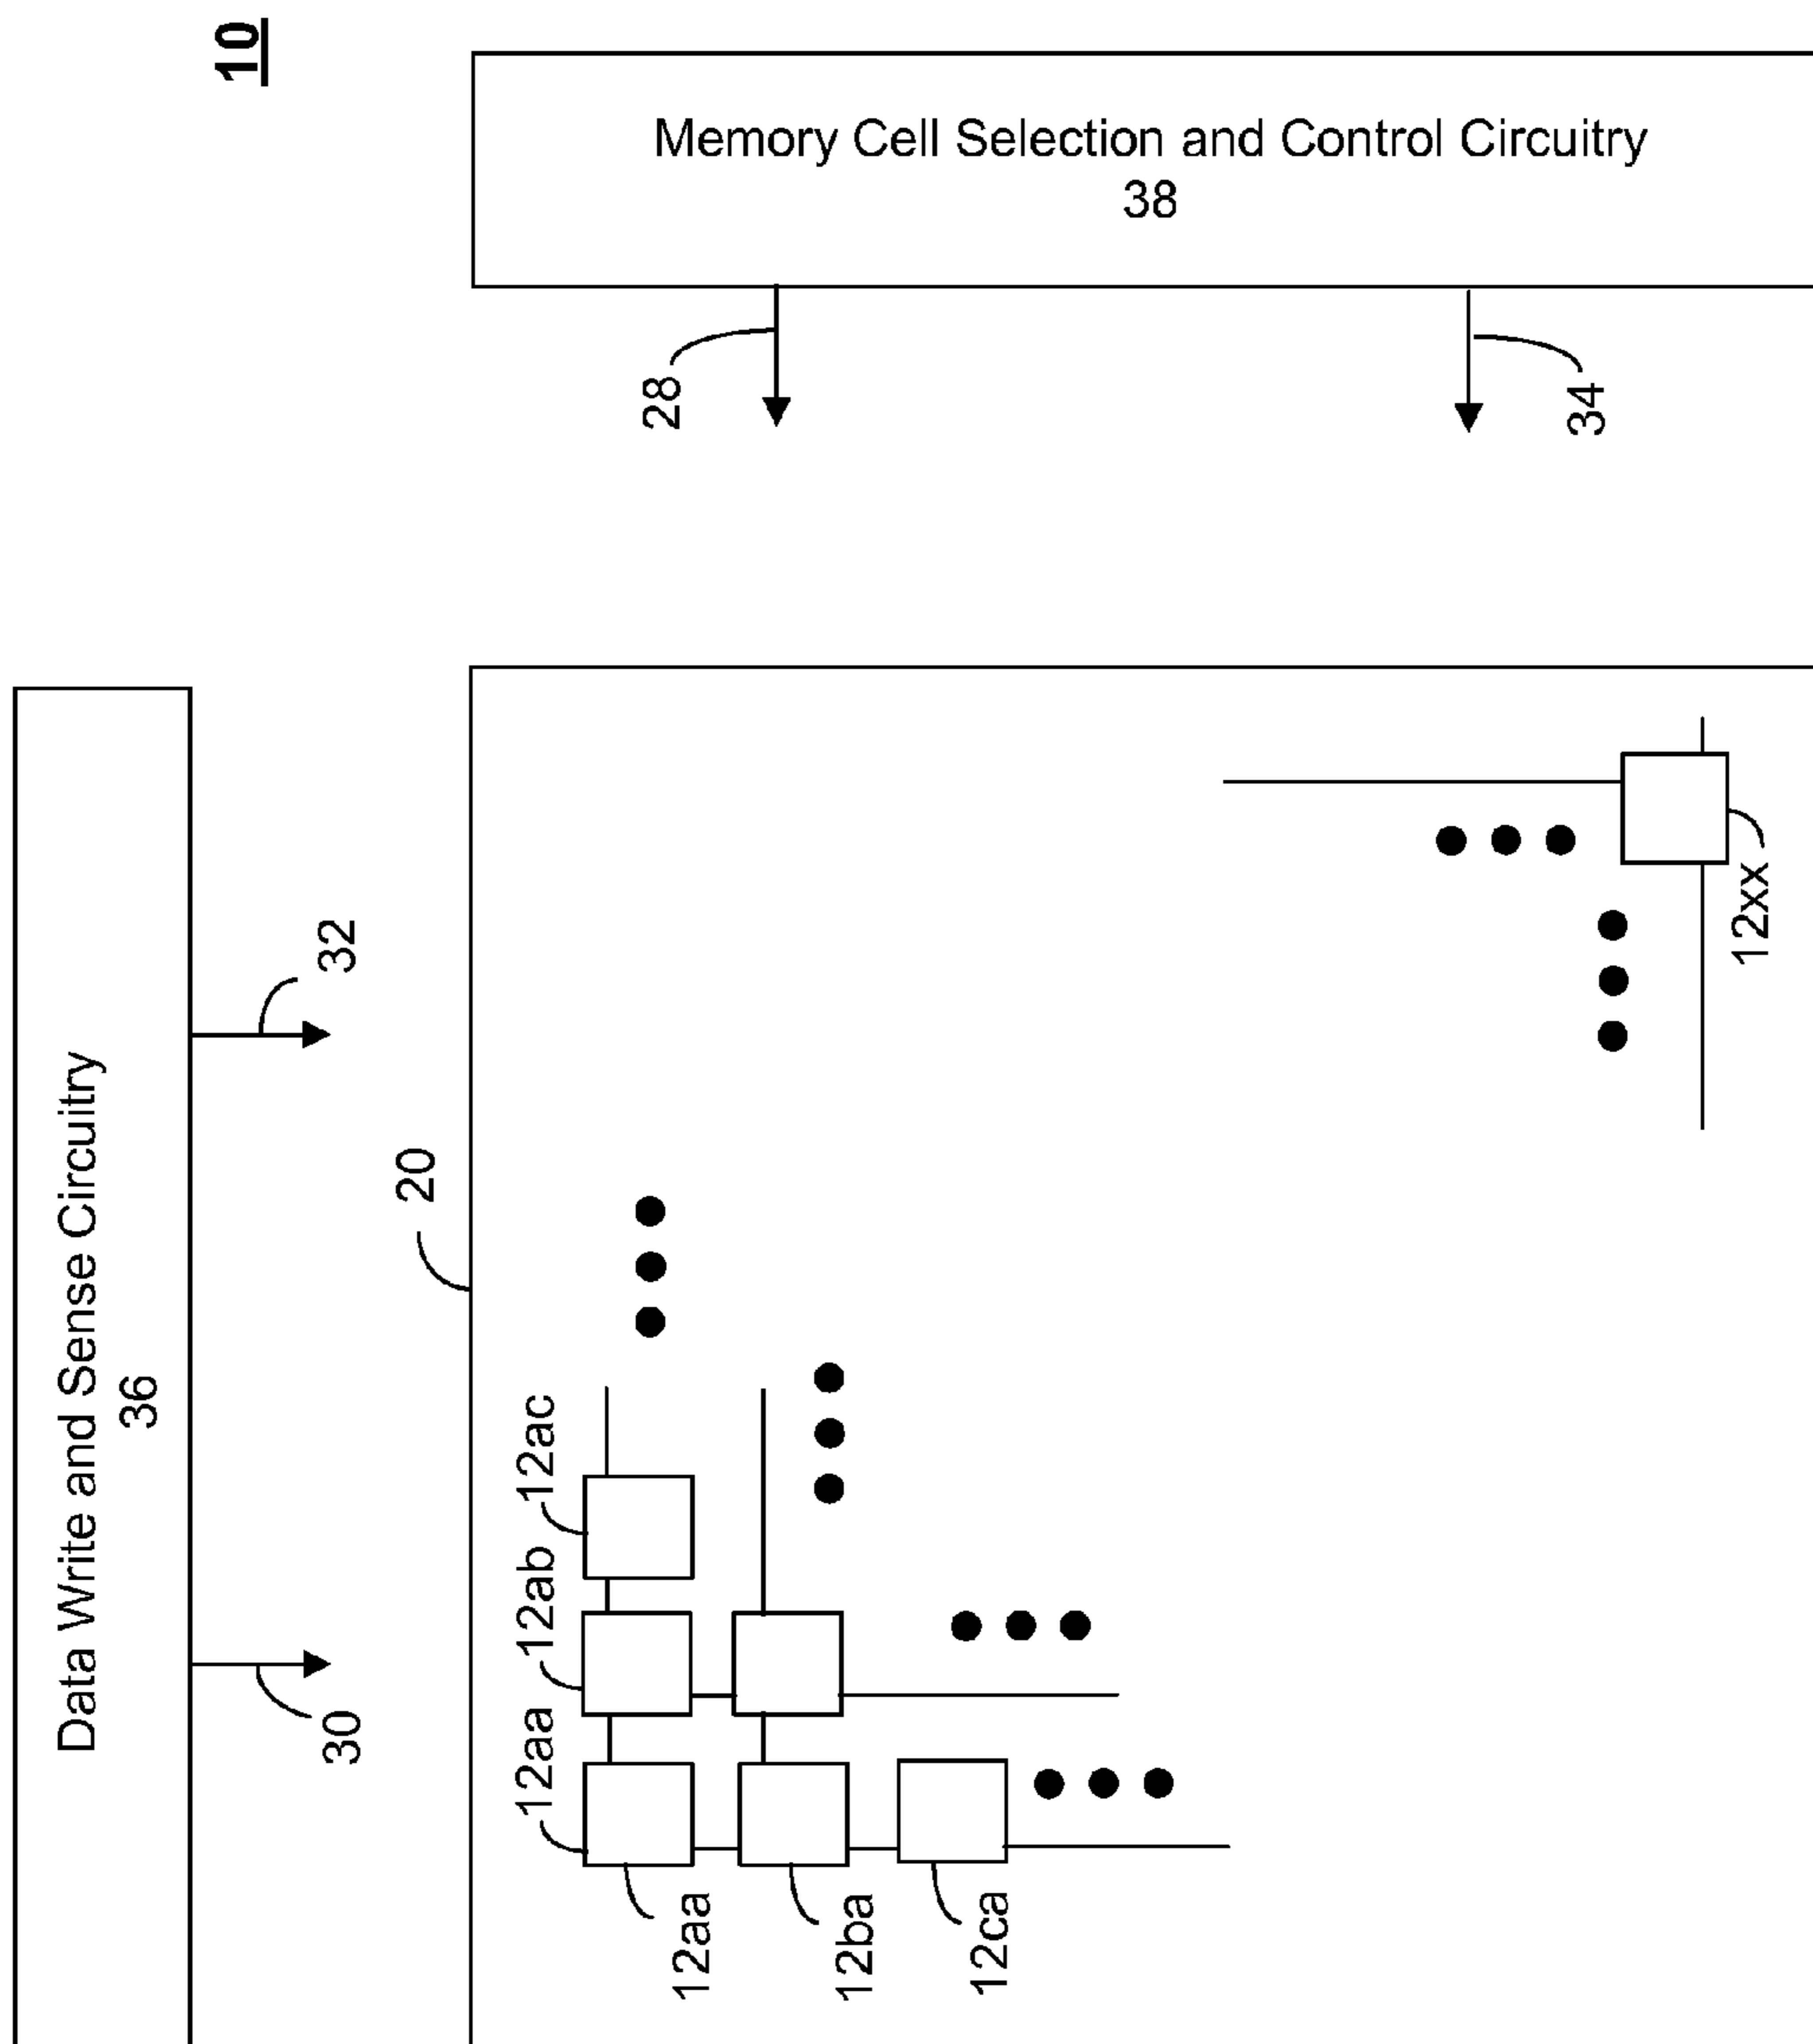 10
Memory Cell Selection and Control Circuitry
38
28
34
Data Write and Sense Circuitry
36
30
32
20
12aa
12ab
12ac
12aa
12ba
12ca
12xx